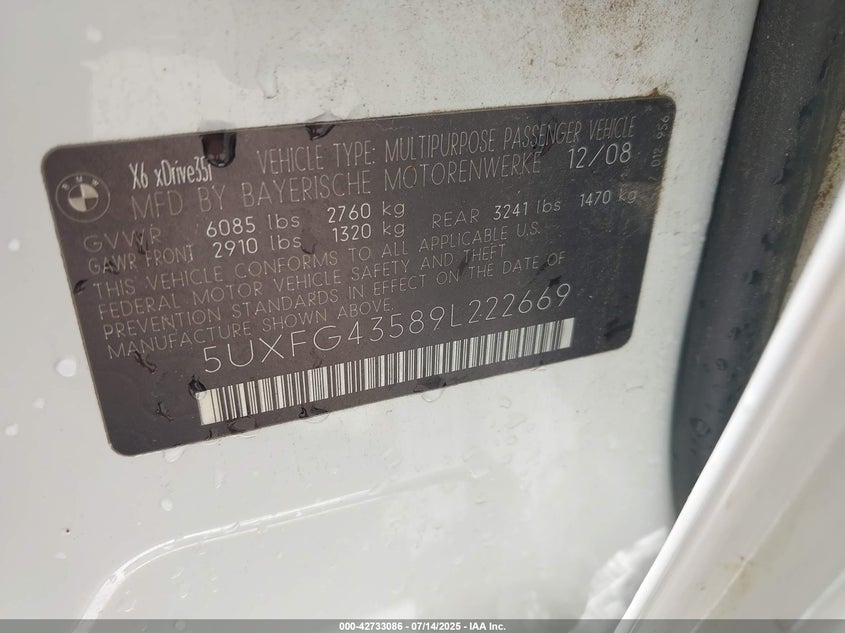 X6 xDrive35i VEHICLE TYPE: MULTIPURPOSE PASSENGER VEHICLE
MFD BY BAYERISCHE MOTORENWERKE 12/08
GVWR 6085 lbs 2760 kg
GAWR FRONT 2910 lbs 1320 kg REAR 3241 lbs 1470 kg
THIS VEHICLE CONFORMS TO ALL APPLICABLE U.S.
FEDERAL MOTOR VEHICLE SAFETY AND THEFT
PREVENTION STANDARDS IN EFFECT ON THE DATE OF
MANUFACTURE SHOWN ABOVE.
5UXFG43589L222669
BMW
000-42733086 - 07/14/2025 - IAA Inc.